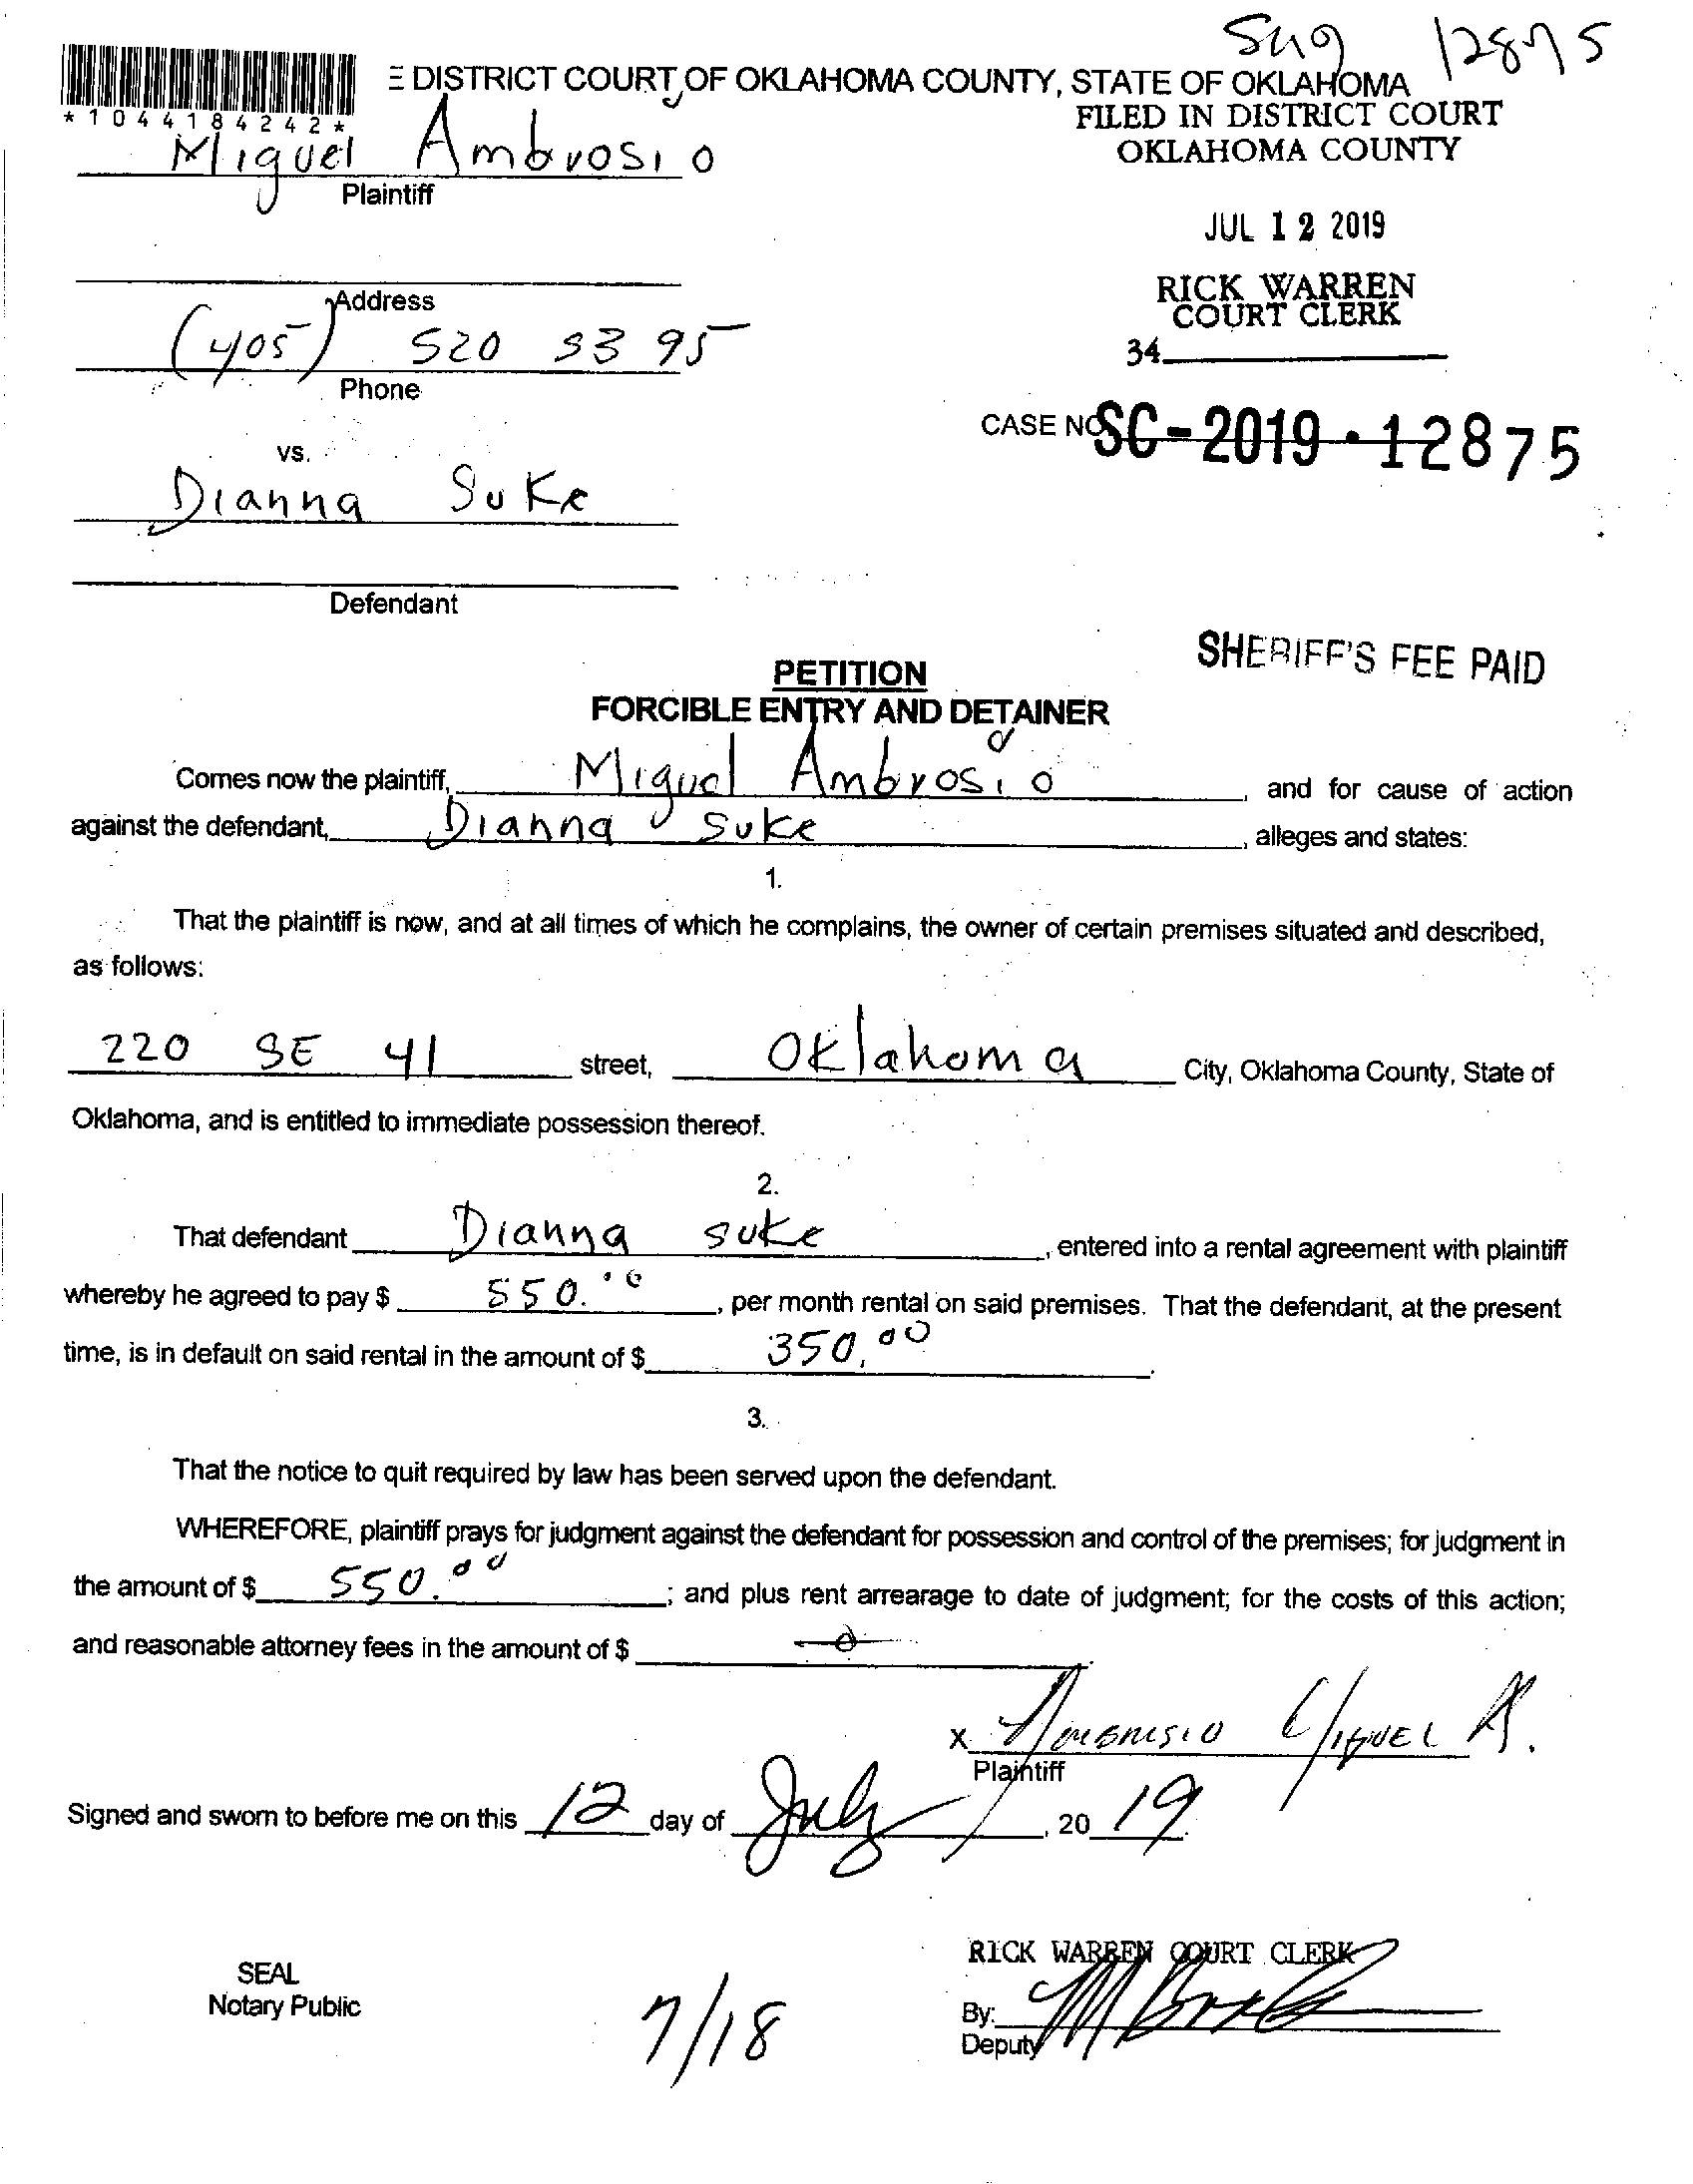 Sug 12875
E DISTRICT COURT OF OKLAHOMA COUNTY, STATE OF OKLAHOMA
*1044184242*
FILED IN DISTRICT COURT
OKLAHOMA COUNTY
Miguel Ambrosio
Plaintiff
JUL 12 2019
RICK WARREN
COURT CLERK
Address
(405) 520 33 95
34
Phone
CASE NO SC-2019-12875
vs.
Dianna Suke
Defendant
SHERIFF'S FEE PAID
PETITION
FORCIBLE ENTRY AND DETAINER
Comes now the plaintiff, Miguel Ambrosio and for cause of action
against the defendant, Dianna Suke, alleges and states:
1.
That the plaintiff is now, and at all times of which he complains, the owner of certain premises situated and described,
as follows:
220 SE 41 street, Oklahoma City, Oklahoma County, State of
Oklahoma, and is entitled to immediate possession thereof.
2.
That defendant Dianna suke, entered into a rental agreement with plaintiff
whereby he agreed to pay $ 550.00, per month rental on said premises. That the defendant, at the present
time, is in default on said rental in the amount of $ 350.00.
3.
That the notice to quit required by law has been served upon the defendant.
WHEREFORE, plaintiff prays for judgment against the defendant for possession and control of the premises; for judgment in
the amount of $ 550.00; and plus rent arrearage to date of judgment; for the costs of this action;
and reasonable attorney fees in the amount of $ 0
x Ambrosio Miguel A.
Plaintiff
Signed and sworn to before me on this 12 day of July, 2019.
RICK WARREN COURT CLERK
SEAL
Notary Public
7/18
By:
Deputy